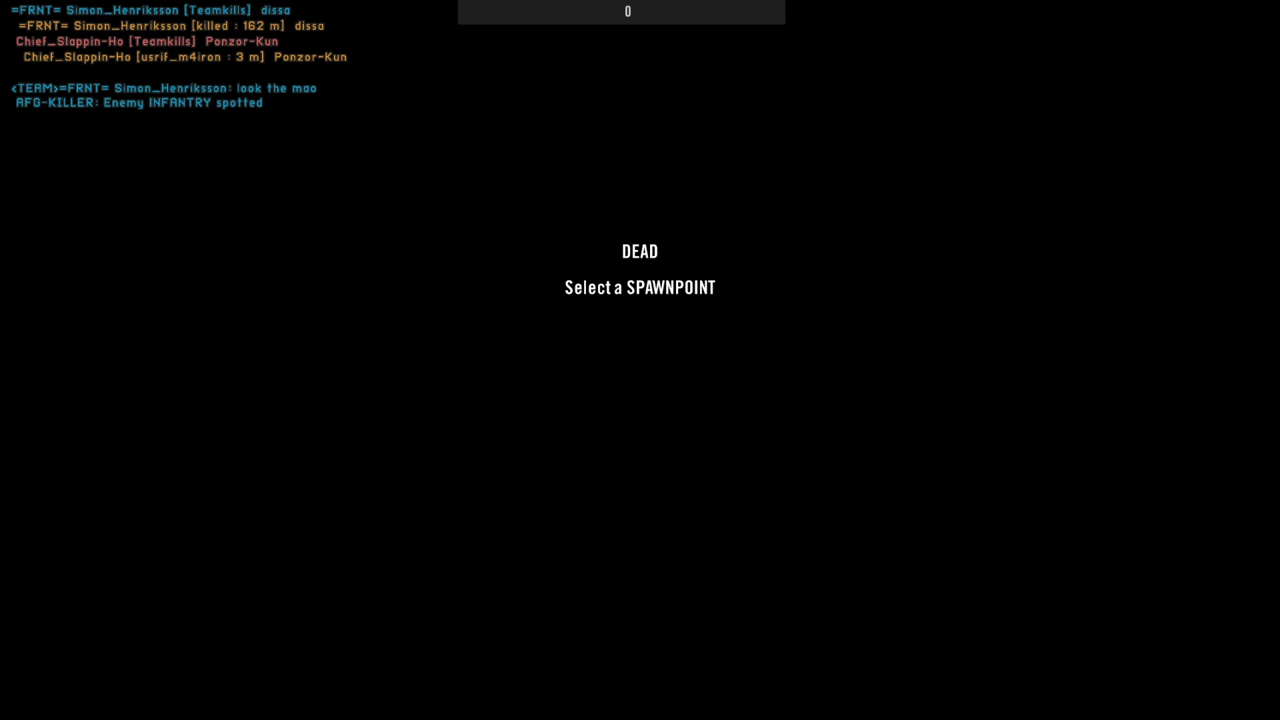 =FRNT= Simon_Henriksson [Teamkills] dissa
=FRNT= Simon_Henriksson [killed : 162 m] dissa
Chief_Slappin-Ho [Teamkills] Ponzor-Kun
Chief_Slappin-Ho [usrif_m4iron : 3 m] Ponzor-Kun
<TEAM>=FRNT= Simon_Henriksson: look the mao
AFG-KILLER: Enemy INFANTRY spotted
0
DEAD
Select a SPAWNPOINT